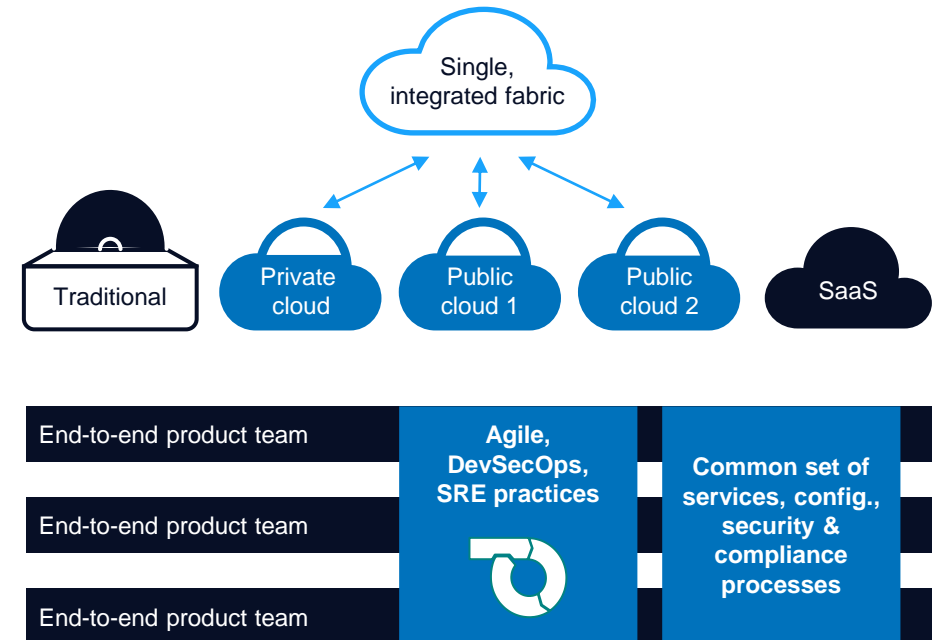 Single,
integrated fabric
Traditional
Private
cloud
Public
cloud 1
Public
cloud 2
SaaS
End-to-end product team
End-to-end product team
End-to-end product team
Agile,
DevSecOps,
SRE practices
Common set of
services, config.,
security &
compliance
processes